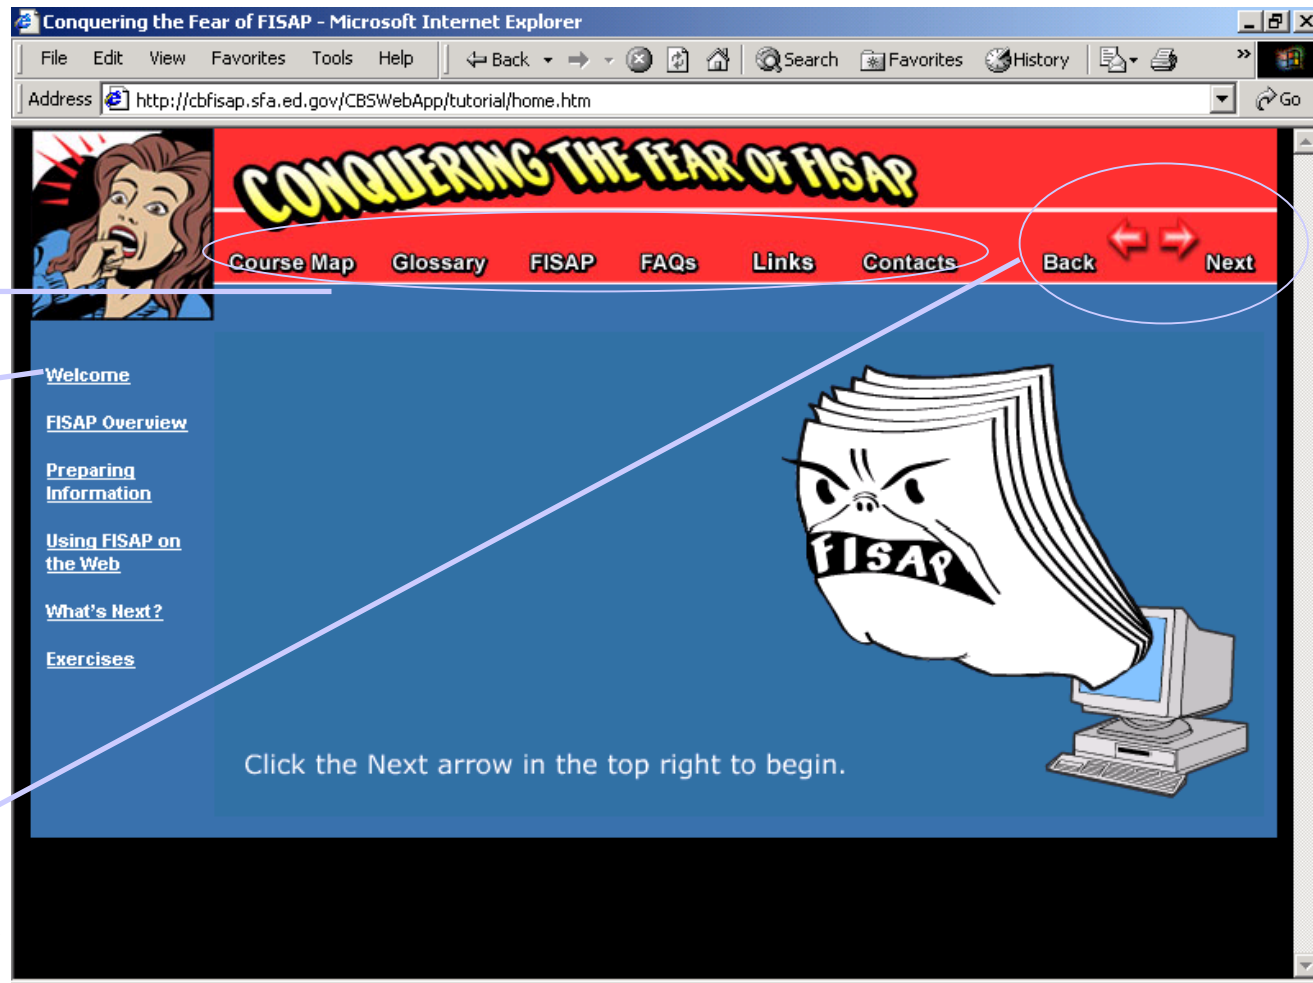 Conquering the Fear of FISAP - Microsoft Internet Explorer
File Edit View Favorites Tools Help Back Search Favorites History »
Address http://cbfisap.sfa.ed.gov/CBSWebApp/tutorial/home.htm Go
CONQUERING THE FEAR OF FISAP
Course Map Glossary FISAP FAQs Links Contacts Back Next
Welcome
FISAP Overview
Preparing
Information
Using FISAP on
the Web
What's Next?
Exercises
FISAP
Click the Next arrow in the top right to begin.